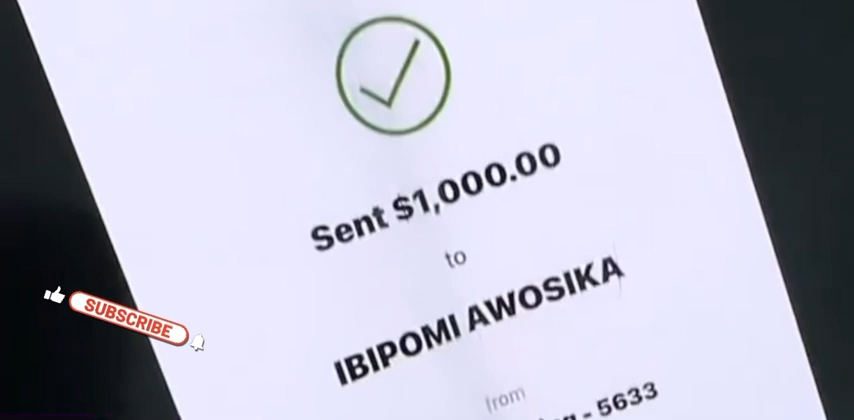 Sent $1,000.00
to
IBIPOMI AWOSIKA
from
- 5633
SUBSCRIBE